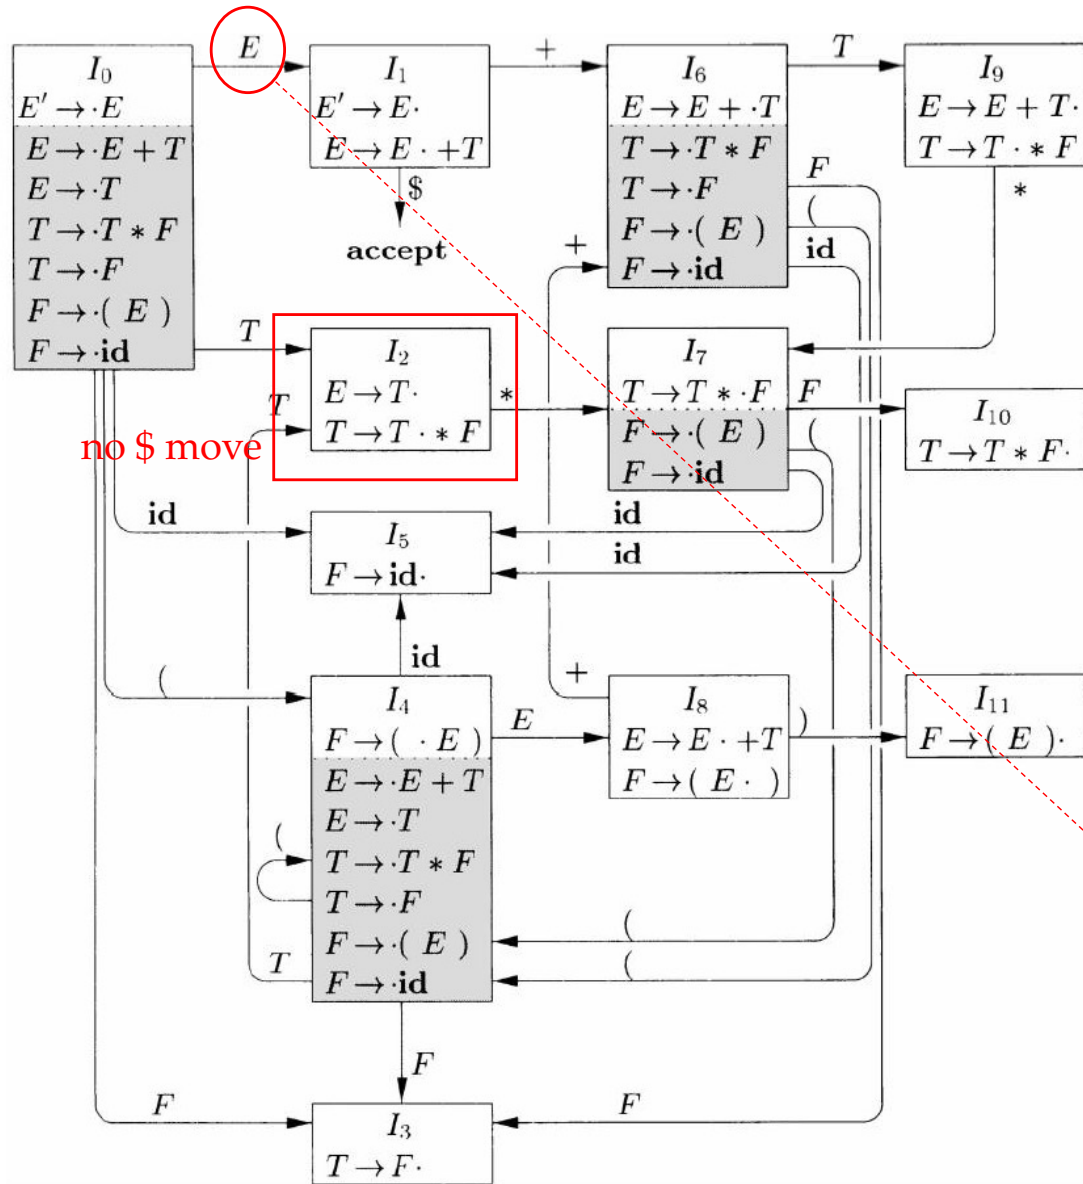 E
I₀
E' → ·E
E → ·E + T
E → ·T
T → ·T * F
T → ·F
F → ·( E )
F → ·id
I₁
E' → E·
E → E · +T
$
accept
+
I₆
E → E + ·T
T → ·T * F
T → ·F
F → ·( E )
F → ·id
T
I₉
E → E + T·
T → T · * F
*
F
(
id
+
T
I₂
E → T·
T → T · * F
*
T
no $ move
I₇
T → T * ·F
F → ·( E )
F → ·id
F
(
I₁₀
T → T * F·
id
id
id
I₅
F → id·
id
(
I₄
F → ( · E )
E → ·E + T
E → ·T
T → ·T * F
T → ·F
F → ·( E )
F → ·id
(
T
E
+
I₈
E → E · +T
F → ( E · )
)
I₁₁
F → ( E ) ·
(
(
F
F
F
I₃
T → F·